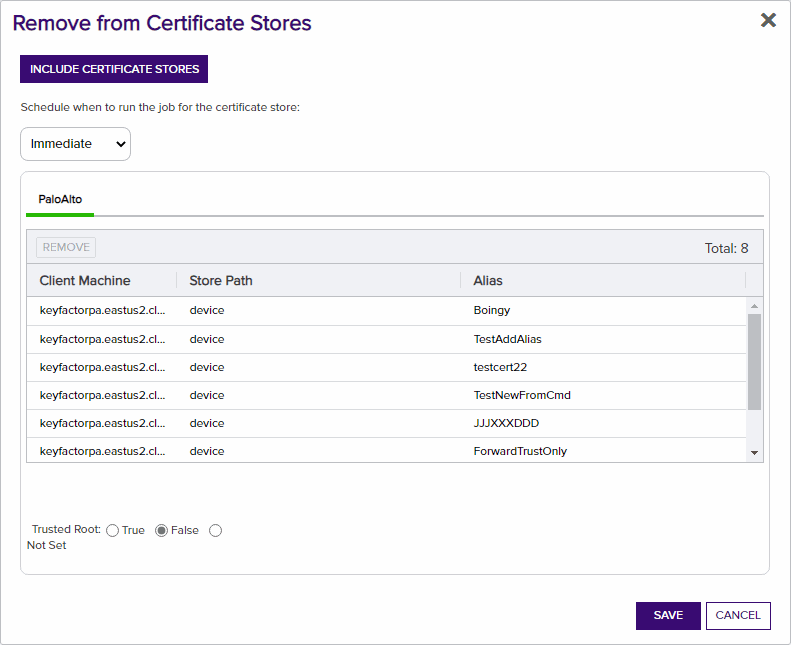 Remove from Certificate Stores
INCLUDE CERTIFICATE STORES
Schedule when to run the job for the certificate store:
Immediate
PaloAlto
REMOVE Total: 8
Client Machine Store Path Alias
keyfactorpa.eastus2.cl... device Boingy
keyfactorpa.eastus2.cl... device TestAddAlias
keyfactorpa.eastus2.cl... device testcert22
keyfactorpa.eastus2.cl... device TestNewFromCmd
keyfactorpa.eastus2.cl... device JJJXXXDDD
keyfactorpa.eastus2.cl... device ForwardTrustOnly
Trusted Root: True False
Not Set
SAVE CANCEL